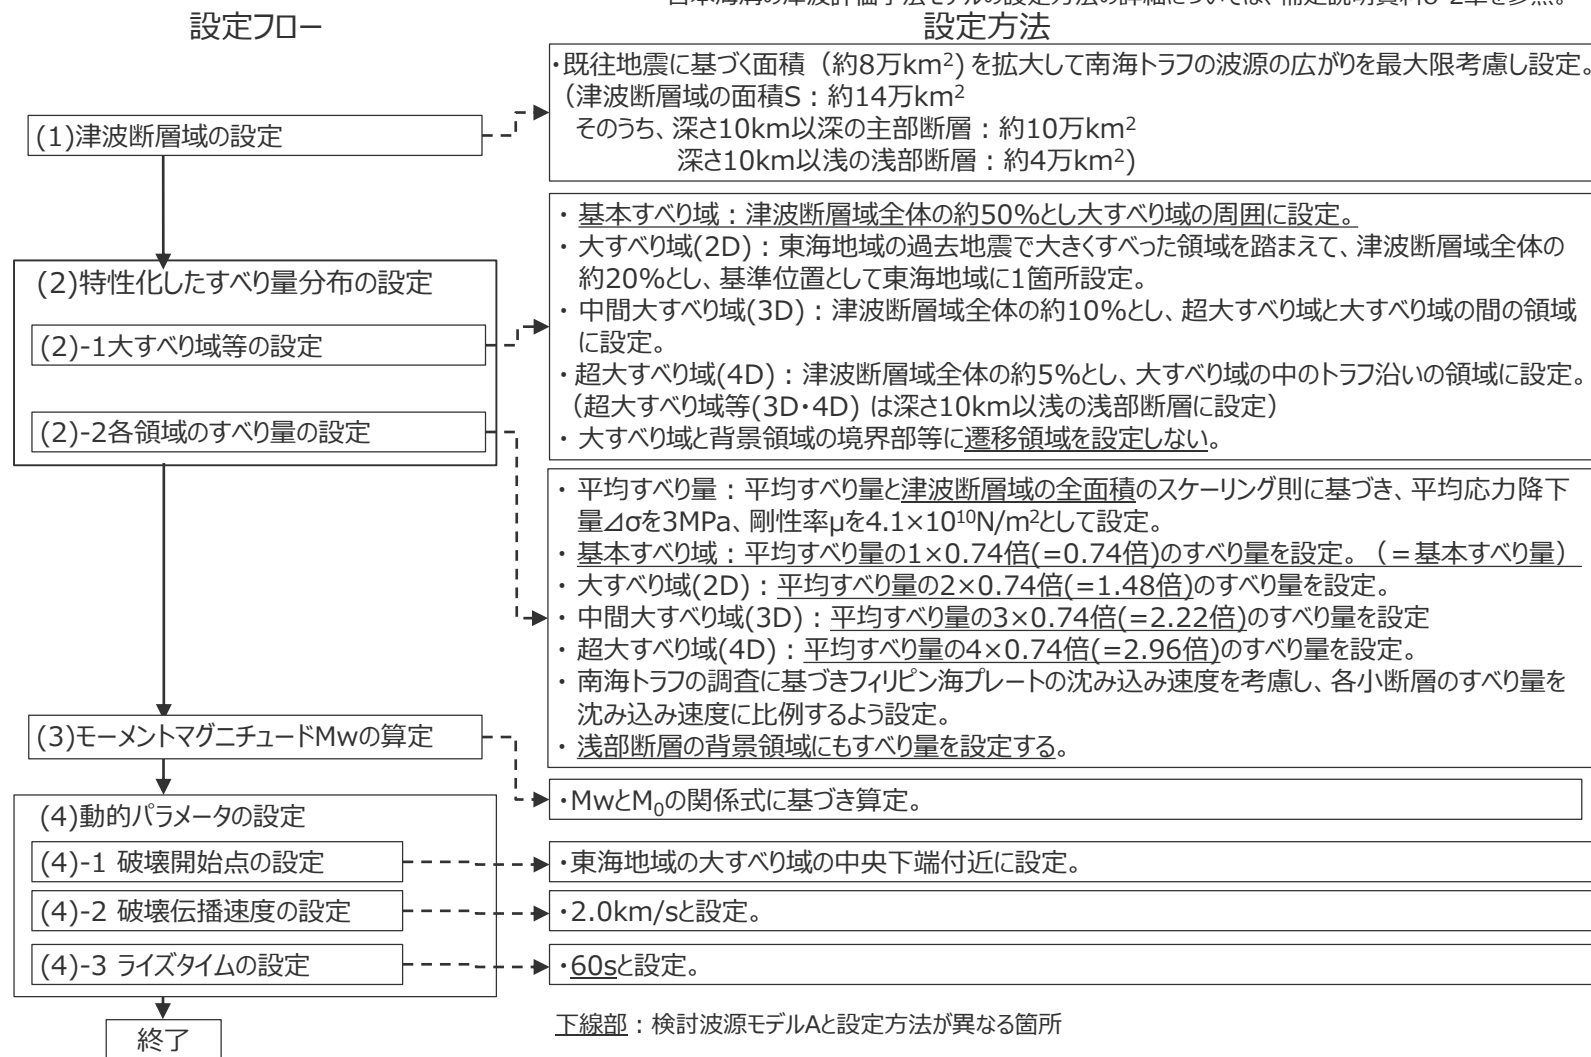 日本海溝の津波評価手法モデルの設定方法の詳細については、補足説明資料
設定フロー
設定方法
(1)津波断層域の設定
・既往地震に基づく面積（約8万km²)を拡大して南海トラフの波源の広がりを最大限考慮し設定。
（津波断層域の面積S：約14万km²
そのうち、深さ10km以深の主部断層：約10万km²
深さ10km以浅の浅部断層：約4万km²)
(2)特性化したすべり量分布の設定
(2)-1大すべり域等の設定
・基本すべり域：津波断層域全体の約50%とし大すべり域の周囲に設定。
・大すべり域(2D)：東海地域の過去地震で大きくすべった領域を踏まえて、津波断層域全体の
約20%とし、基準位置として東海地域に1箇所設定。
・中間大すべり域(3D)：津波断層域全体の約10%とし、超大すべり域と大すべり域の間の領域
に設定。
・超大すべり域(4D)：津波断層域全体の約5%とし、大すべり域の中のトラフ沿いの領域に設定。
（超大すべり域等(3D・4D) は深さ10km以浅の浅部断層に設定）
・大すべり域と背景領域の境界部等に遷移領域を設定しない。
(2)-2各領域のすべり量の設定
・平均すべり量：平均すべり量と津波断層域の全面積のスケーリング則に基づき、平均応力降下
量⊿σを3MPa、剛性率μを4.1×10¹⁰N/m²として設定。
・基本すべり域：平均すべり量の1×0.74倍(=0.74倍)のすべり量を設定。（＝基本すべり量）
・大すべり域(2D)：平均すべり量の2×0.74倍(=1.48倍)のすべり量を設定。
・中間大すべり域(3D)：平均すべり量の3×0.74倍(=2.22倍)のすべり量を設定
・超大すべり域(4D)：平均すべり量の4×0.74倍(=2.96倍)のすべり量を設定。
・南海トラフの調査に基づきフィリピン海プレートの沈み込み速度を考慮し、各小断層のすべり量を
沈み込み速度に比例するよう設定。
・浅部断層の背景領域にもすべり量を設定する。
(3)モーメントマグニチュードMwの算定
・MwとM₀の関係式に基づき算定。
(4)動的パラメータの設定
(4)-1 破壊開始点の設定
・東海地域の大すべり域の中央下端付近に設定。
(4)-2 破壊伝播速度の設定
・2.0km/sと設定。
(4)-3 ライズタイムの設定
・60sと設定。
終了
下線部：検討波源モデルAと設定方法が異なる箇所